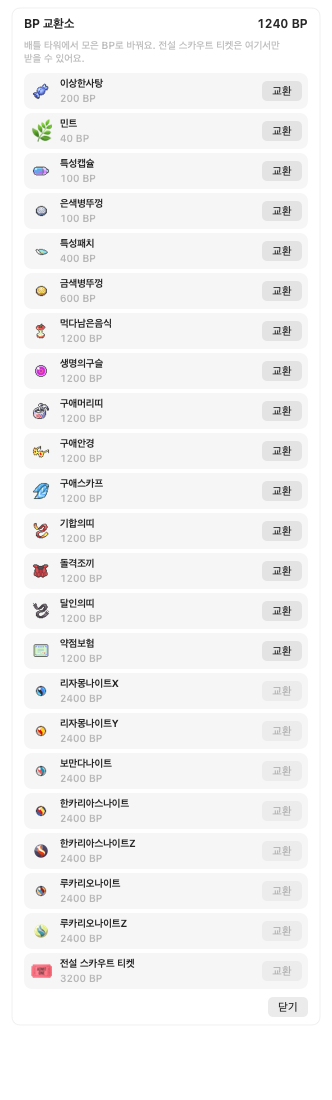 BP 교환소 1240 BP
배틀 타워에서 모은 BP로 바꿔요. 전설 스카우트 티켓은 여기서만
받을 수 있어요.
이상한사탕
200 BP
교환
민트
40 BP
교환
특성캡슐
100 BP
교환
은색병뚜껑
100 BP
교환
특성패치
400 BP
교환
금색병뚜껑
600 BP
교환
먹다남은음식
1200 BP
교환
생명의구슬
1200 BP
교환
구애머리띠
1200 BP
교환
구애안경
1200 BP
교환
구애스카프
1200 BP
교환
기합의띠
1200 BP
교환
돌격조끼
1200 BP
교환
달인의띠
1200 BP
교환
약점보험
1200 BP
교환
리자몽나이트X
2400 BP
교환
리자몽나이트Y
2400 BP
교환
보만다나이트
2400 BP
교환
한카리아스나이트
2400 BP
교환
한카리아스나이트Z
2400 BP
교환
루카리오나이트
2400 BP
교환
루카리오나이트Z
2400 BP
교환
전설 스카우트 티켓
3200 BP
교환
닫기